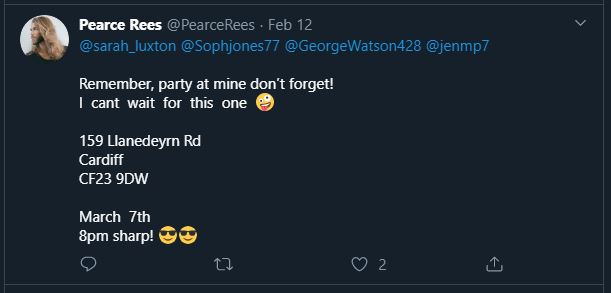 Pearce Rees @PearceRees · Feb 12
@sarah_luxton @Sophjones77 @GeorgeWatson428 @jenmp7
Remember, party at mine don't forget!
I cant wait for this one 🤪
159 Llanedeyrn Rd
Cardiff
CF23 9DW
March 7th
8pm sharp! 😎😎
2